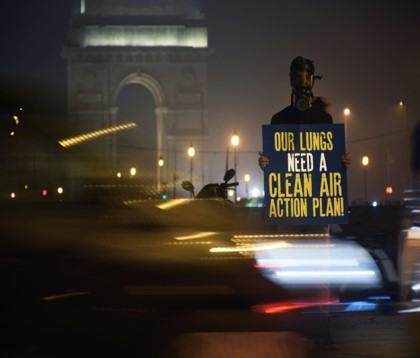 OUR LUNGS
NEED A
CLEAN AIR
ACTION PLAN!